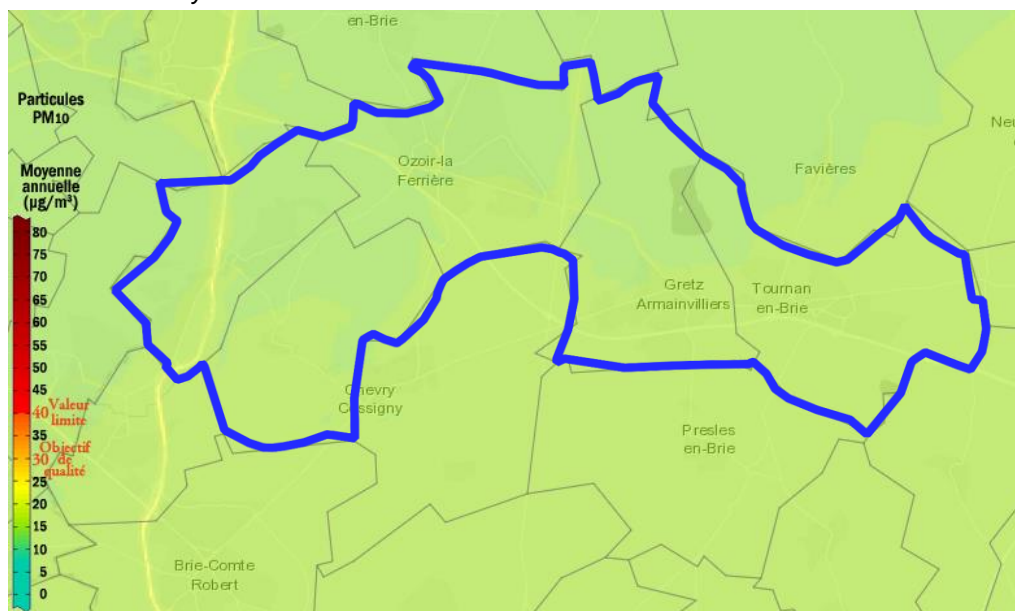 en-Brie
Particules
PM10
Moyenne
annuelle
(µg/m³)
80
75
70
65
60
55
50
45
40 Valeur
limite
35
Objectif
30 de
qualité
25
20
15
10
5
0
Ozoir-la
Ferrière
Favières
Gretz
Armainvilliers
Tournan
en-Brie
Chevry
Cossigny
Presles
en-Brie
Brie-Comte
Robert